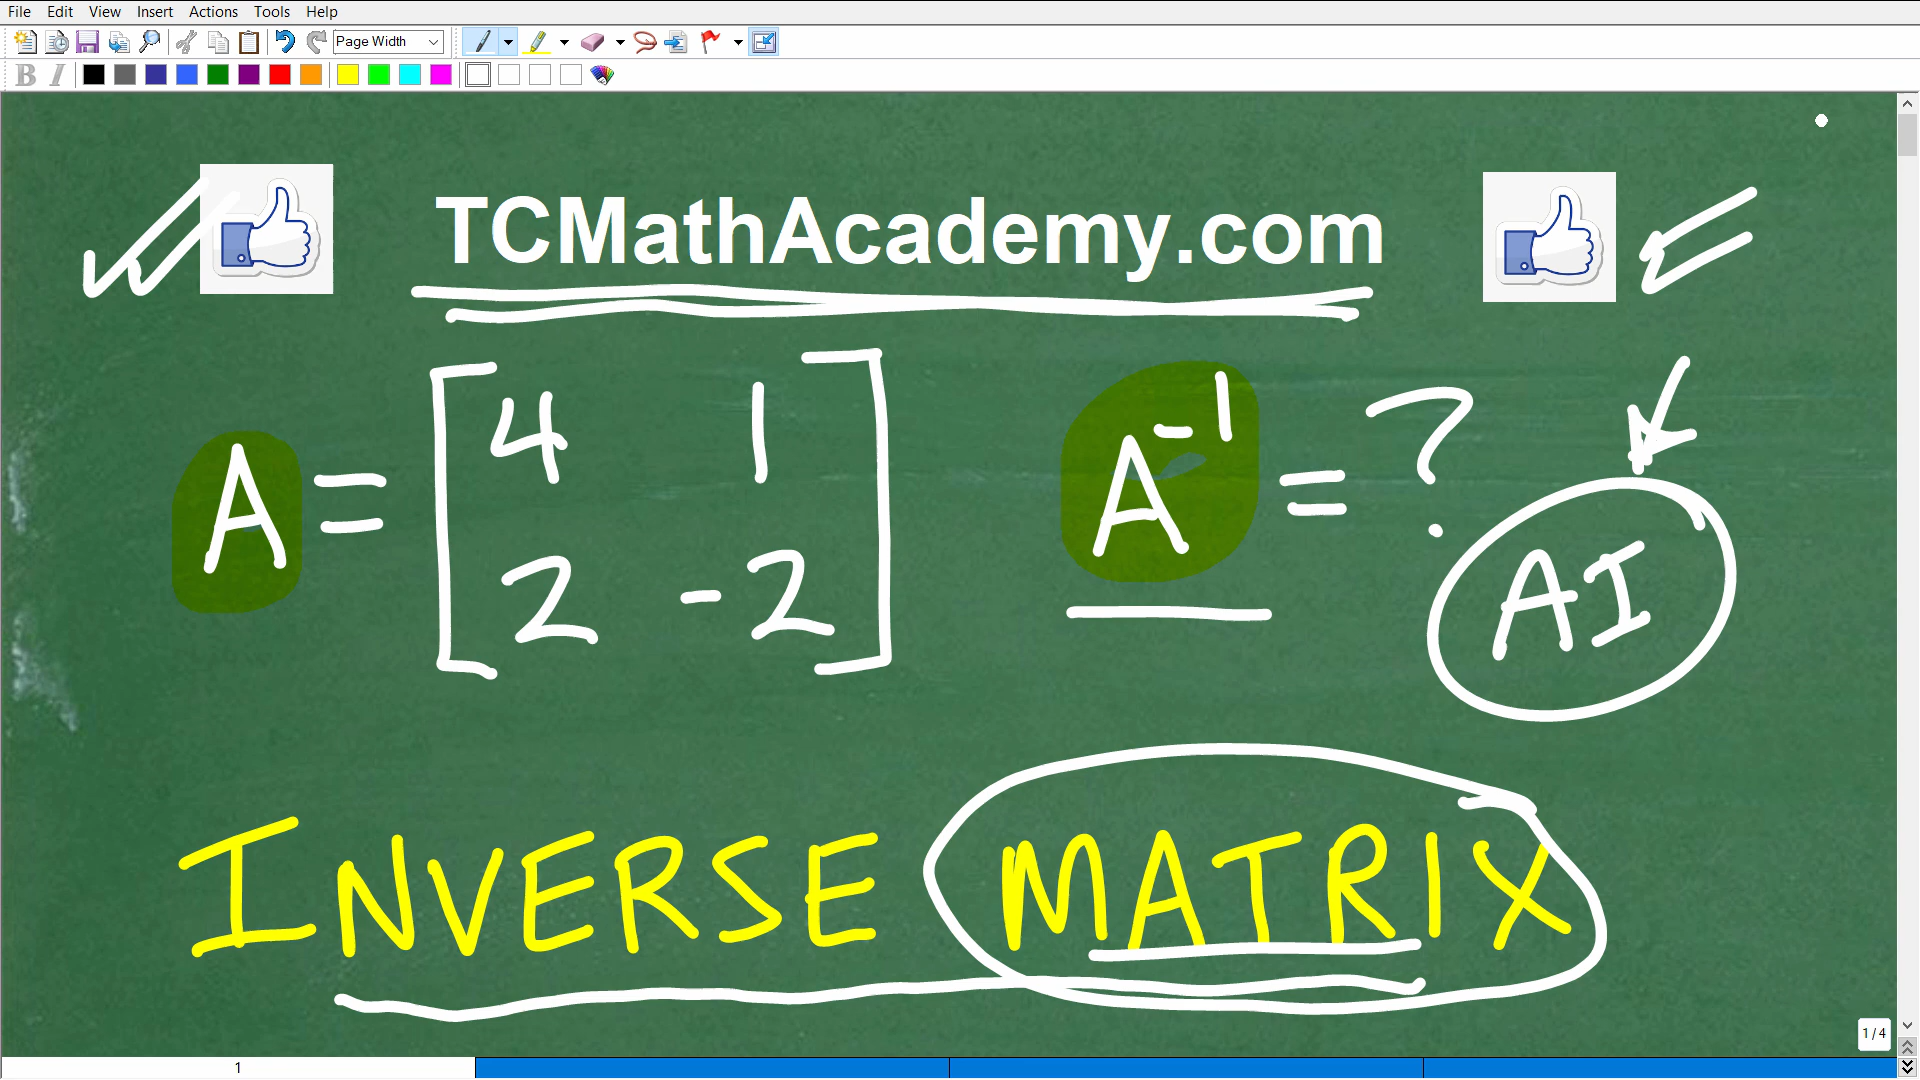 File Edit View Insert Actions Tools Help
Page Width
B I
TCMathAcademy.com
A = [4 1
2 -2]
A⁻¹ = ?
AI
INVERSE MATRIX
1 / 4
1